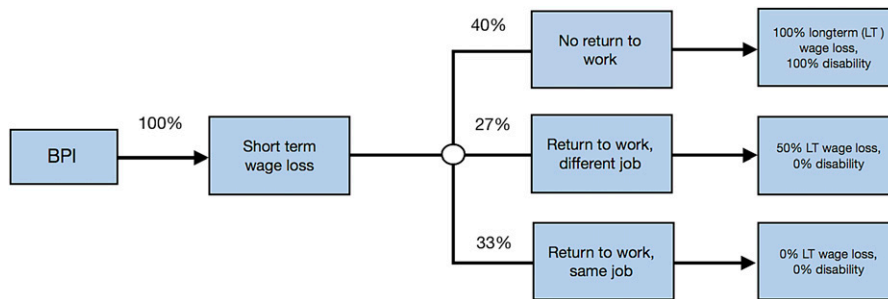 BPI
100%
Short term
wage loss
40%
No return to
work
100% longterm (LT)
wage loss,
100% disability
27%
Return to work,
different job
50% LT wage loss,
0% disability
33%
Return to work,
same job
0% LT wage loss,
0% disability